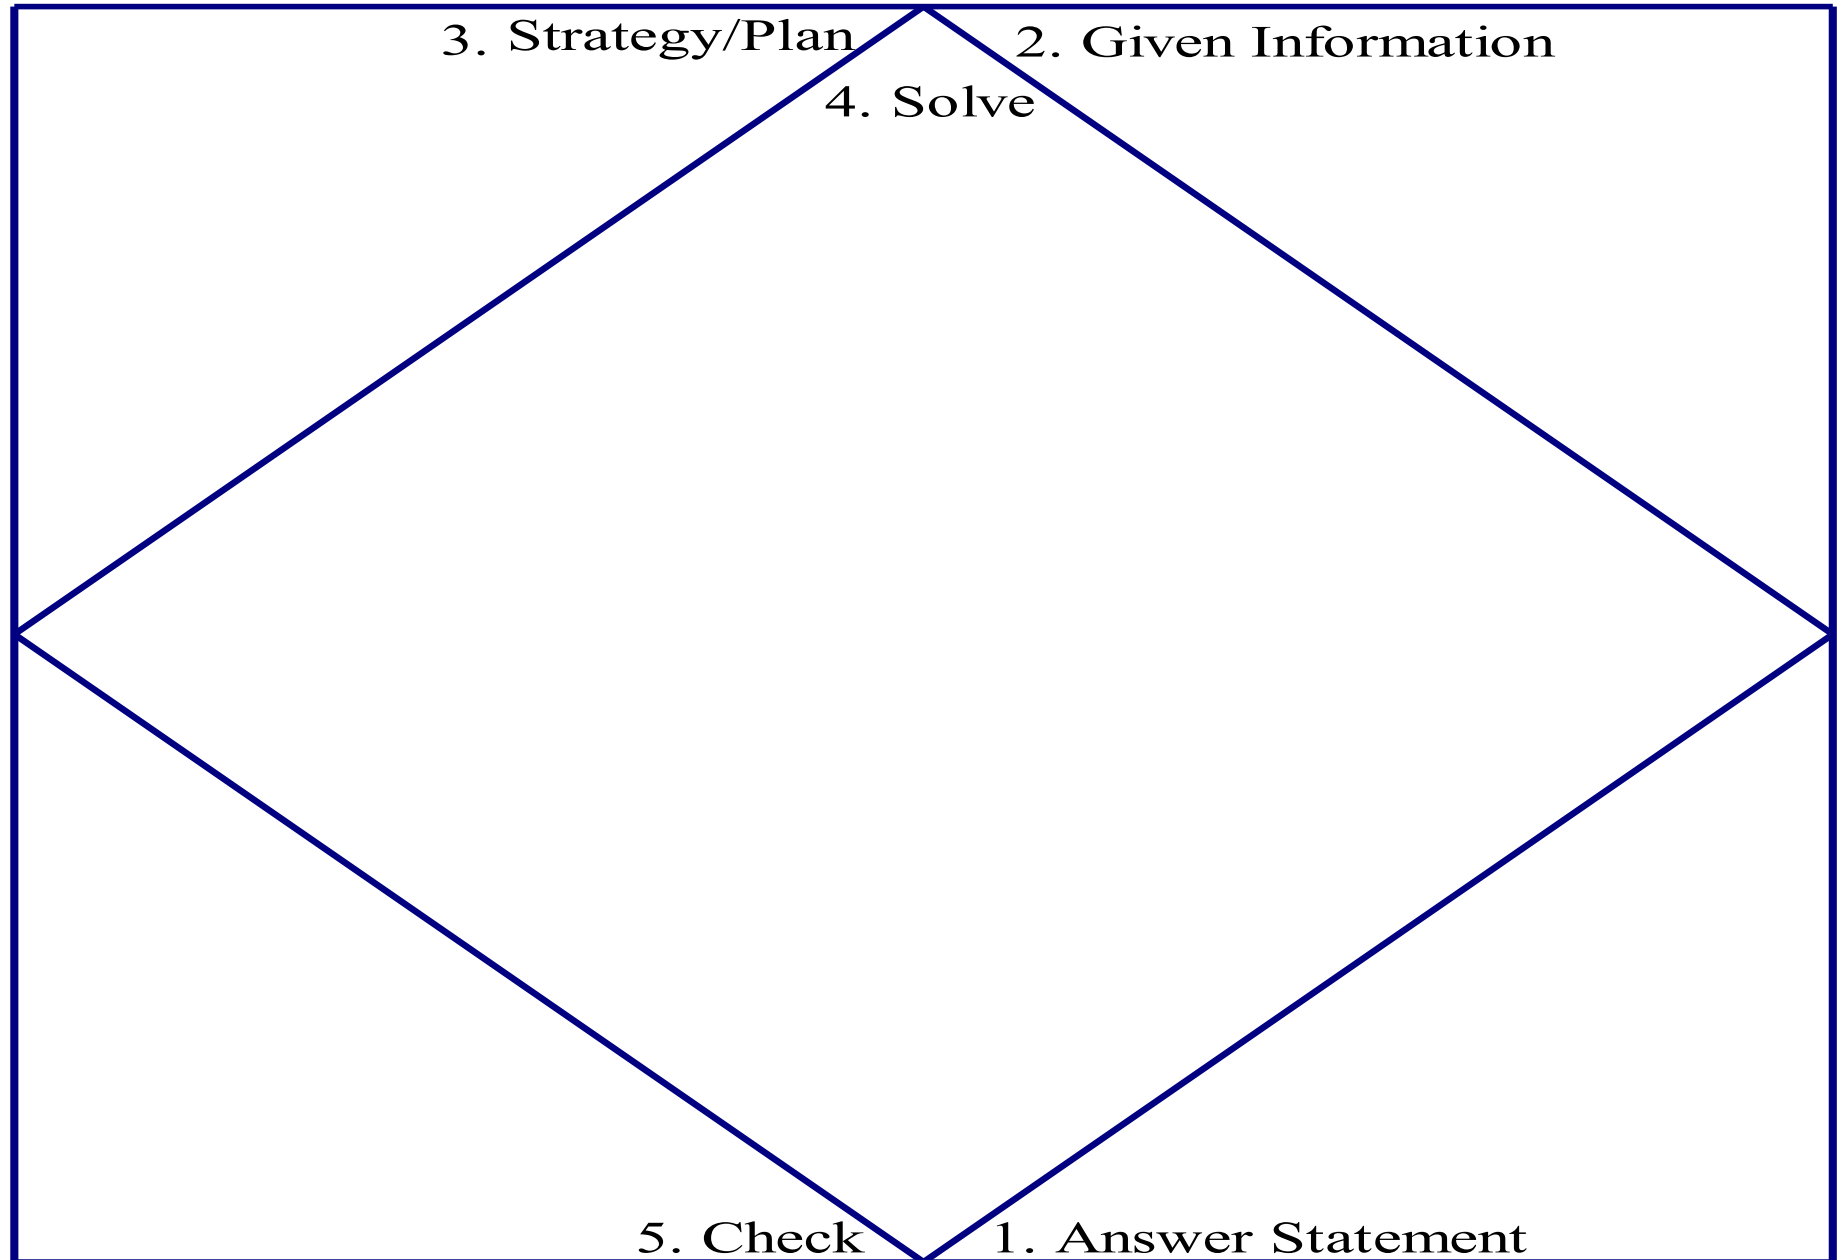 3. Strategy/Plan
2. Given Information
4. Solve
5. Check
1. Answer Statement